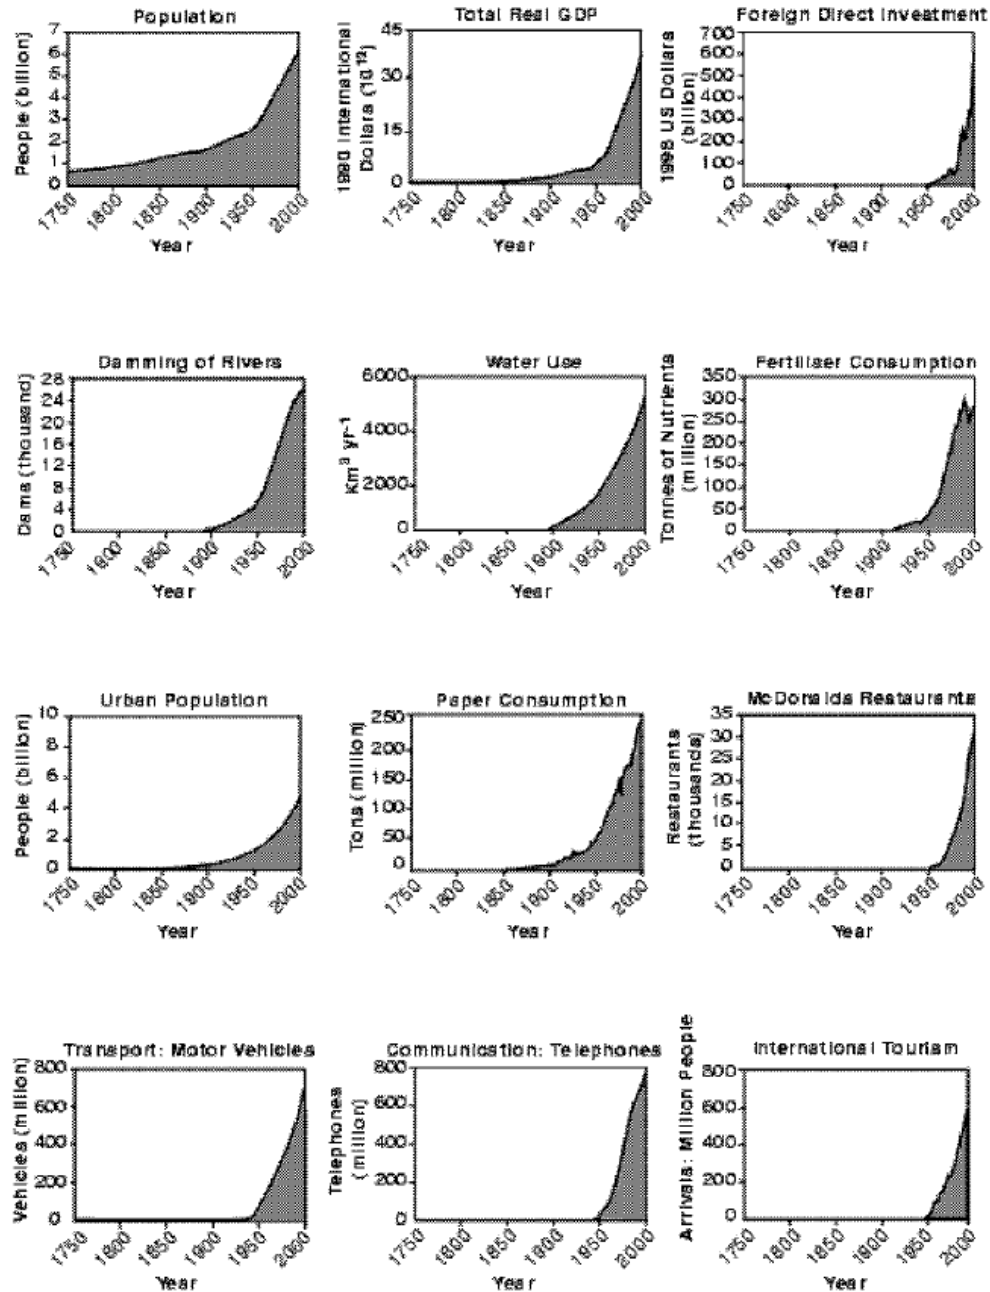 Population
People (billion)
7
6
5
4
3
2
1
0
1750 1800 1850 1900 1950 2000
Year
Total Real GDP
1990 International
Dollars (10¹²)
45
30
15
0
1750 1800 1850 1900 1950 2000
Year
Foreign Direct Investment
1998 US Dollars
(billion)
700
600
500
400
300
200
100
0
1750 1800 1850 1900 1950 2000
Year
Damming of Rivers
Dams (thousand)
28
24
20
16
12
8
4
0
1750 1800 1850 1900 1950 2000
Year
Water Use
Km³ yr⁻¹
6000
4000
2000
0
1750 1800 1850 1900 1950 2000
Year
Fertiliser Consumption
Tonnes of Nutrients
(million)
350
300
250
200
150
100
50
0
1750 1800 1850 1900 1950 2000
Year
Urban Population
People (billion)
10
8
6
4
2
0
1750 1800 1850 1900 1950 2000
Year
Paper Consumption
Tons (million)
250
200
150
100
50
0
1750 1800 1850 1900 1950 2000
Year
McDonalds Restaurants
Restaurants
(thousands)
35
30
25
20
15
10
5
0
1750 1800 1850 1900 1950 2000
Year
Transport: Motor Vehicles
Vehicles (million)
800
600
400
200
0
1750 1800 1850 1900 1950 2000
Year
Communication: Telephones
Telephones
(million)
800
600
400
200
0
1750 1800 1850 1900 1950 2000
Year
International Tourism
Arrivals: Million People
800
600
400
200
0
1750 1800 1850 1900 1950 2000
Year